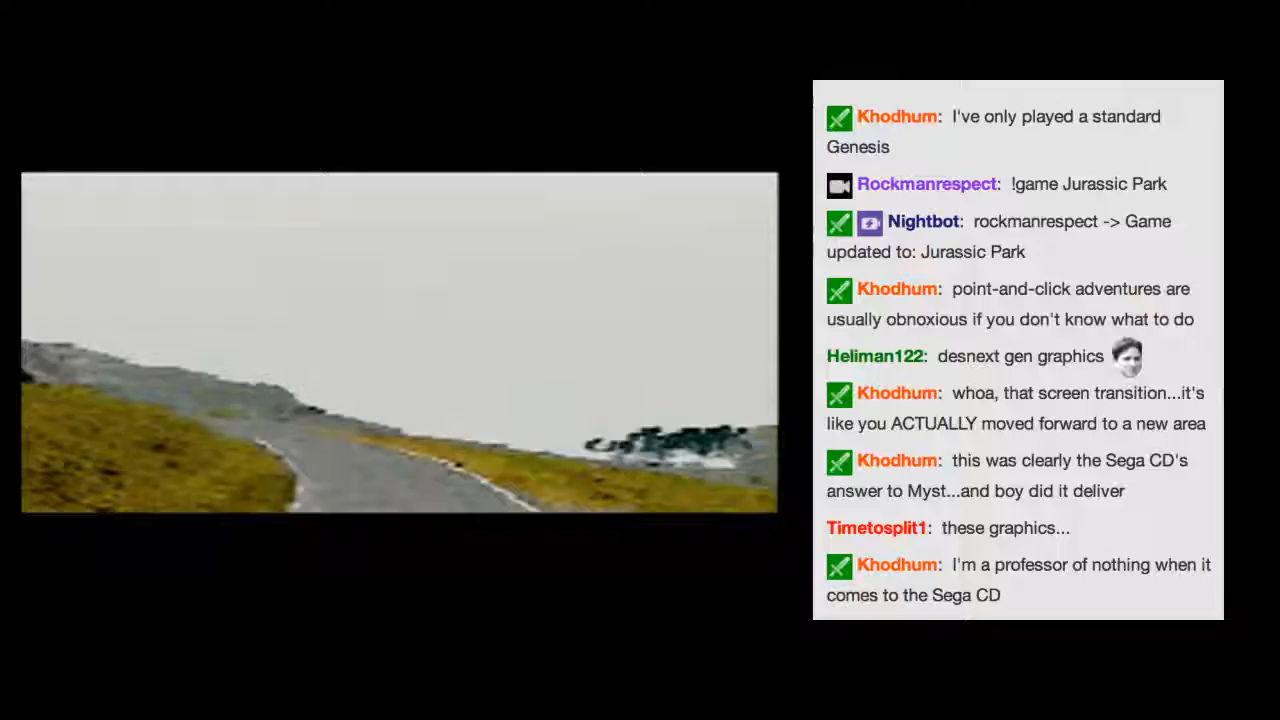 Khodhum: I've only played a standard
Genesis
Rockmanrespect: !game Jurassic Park
Nightbot: rockmanrespect -> Game
updated to: Jurassic Park
Khodhum: point-and-click adventures are
usually obnoxious if you don't know what to do
Heliman122: desnext gen graphics
Khodhum: whoa, that screen transition...it's
like you ACTUALLY moved forward to a new area
Khodhum: this was clearly the Sega CD's
answer to Myst...and boy did it deliver
Timetosplit1: these graphics...
Khodhum: I'm a professor of nothing when it
comes to the Sega CD